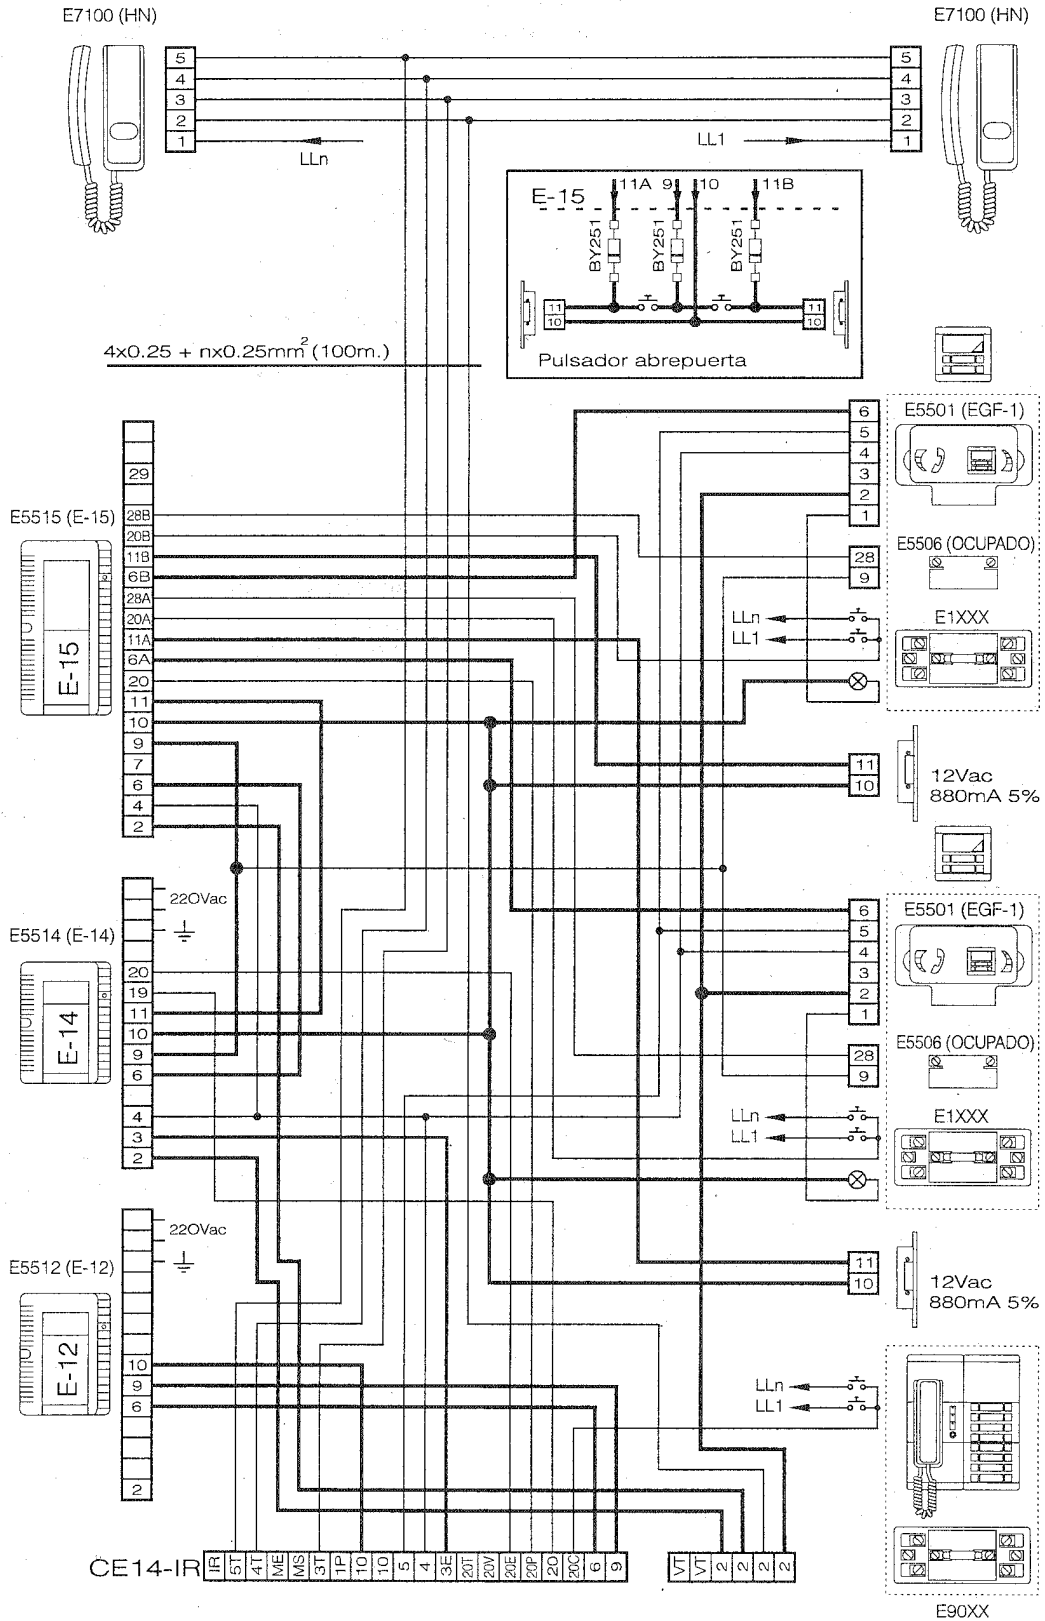 E7100 (HN)
E7100 (HN)
5
4
3
2
1
5
4
3
2
1
LLn
LL1
E-15
11A
9
10
11B
BY251
BY251
BY251
11
10
11
10
Pulsador abrepuerta
4x0.25 + nx0.25mm² (100m.)
E5515 (E-15)
E-15
29
28B
20B
11B
6B
28A
20A
11A
6A
20
11
10
9
7
6
4
2
6
5
4
3
2
1
E5501 (EGF-1)
28
9
E5506 (OCUPADO)
LLn
LL1
E1XXX
11
10
12Vac
880mA 5%
E5514 (E-14)
E-14
220Vac
20
19
11
10
9
6
4
3
2
6
5
4
3
2
1
E5501 (EGF-1)
28
9
E5506 (OCUPADO)
LLn
LL1
E1XXX
11
10
12Vac
880mA 5%
E5512 (E-12)
E-12
220Vac
10
9
6
2
LLn
LL1
CE14-IR
IR
5T
4T
ME
MS
3T
1P
10
10
5
4
3E
20T
20V
20E
20P
20
20C
6
9
VT
VT
2
2
2
2
E90XX